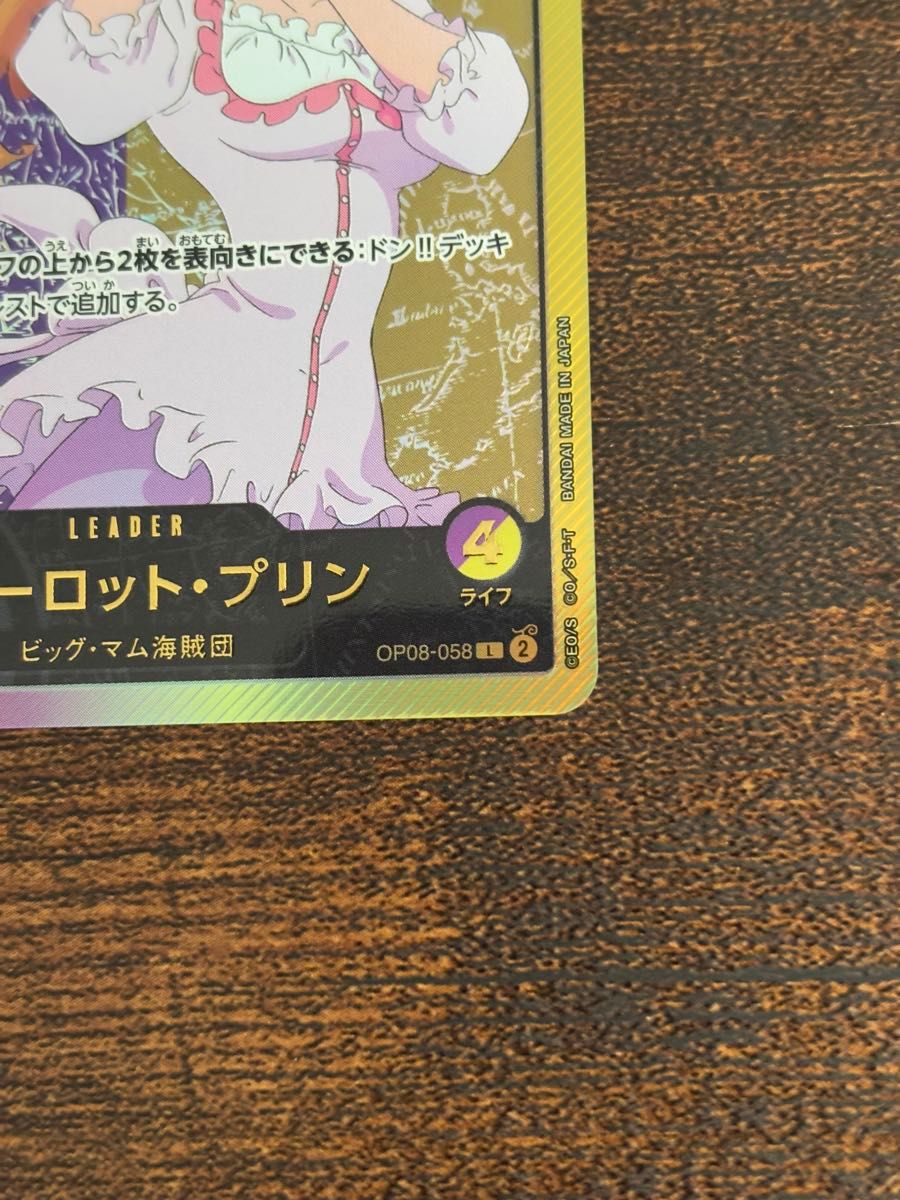 フの上から2枚を表向きにできる:ドン!!デッキ
レストで追加する。
LEADER
ーロット・プリン
4
ライフ
ビッグ・マム海賊団
OP08-058 L 2
©EO/S ©O/S・F・T BANDAI MADE IN JAPAN